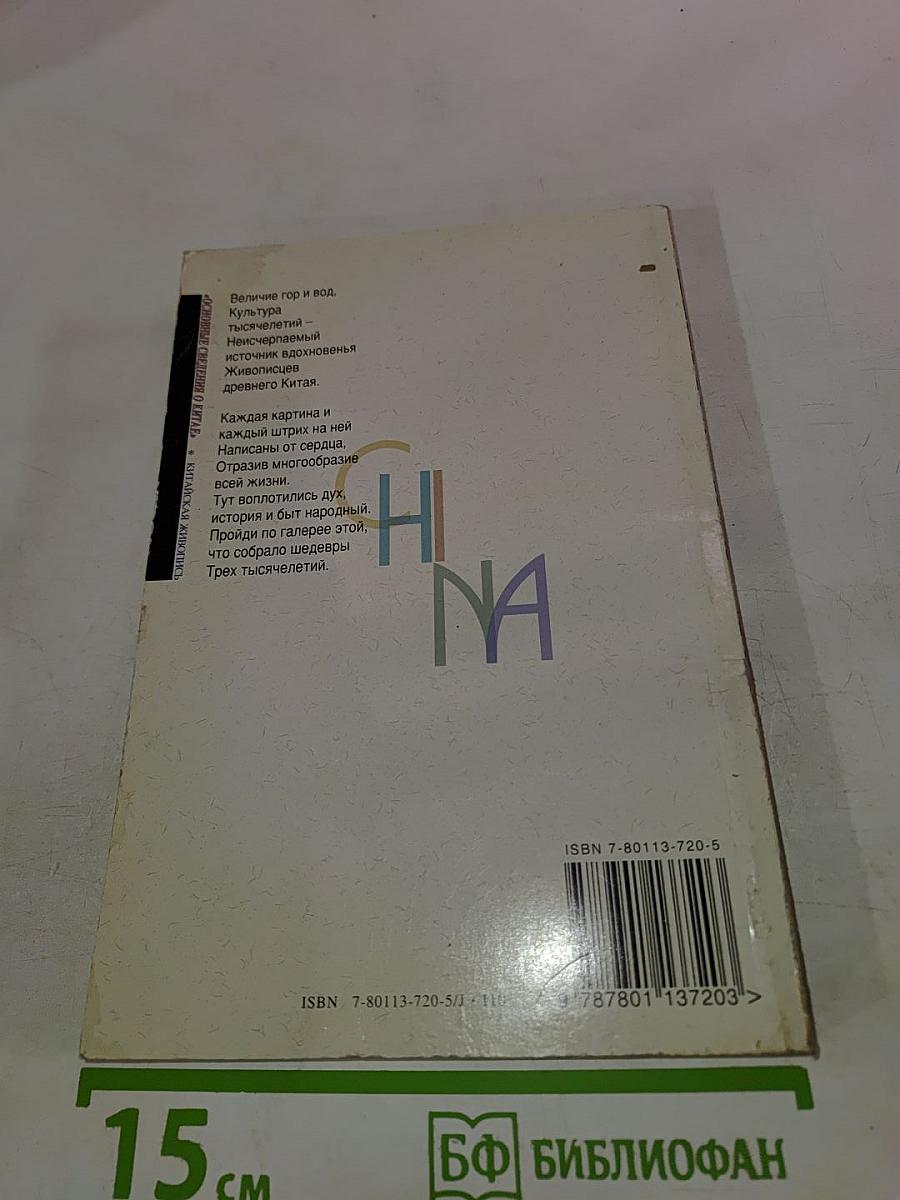 Величие гор и вод,
Культура
тысячелетий –
Неисчерпаемый
источник вдохновенья
Живописцев
древнего Китая.
Каждая картина и
каждый штрих на ней
Написаны от сердца,
Отразив многообразие
всей жизни.
Тут воплотились дух,
история и быт народный.
Пройди по галерее этой,
что собрало шедевры
Трех тысячелетий.
«ОСНОВНЫЕ СВЕДЕНИЯ О КИТАЕ» * КИТАЙСКАЯ ЖИВОПИСЬ
CHI
NA
ISBN 7-80113-720-5
9 787801 137203 >
ISBN 7-80113-720-5/J · 110
15 см
БФ БИБЛИОФАН